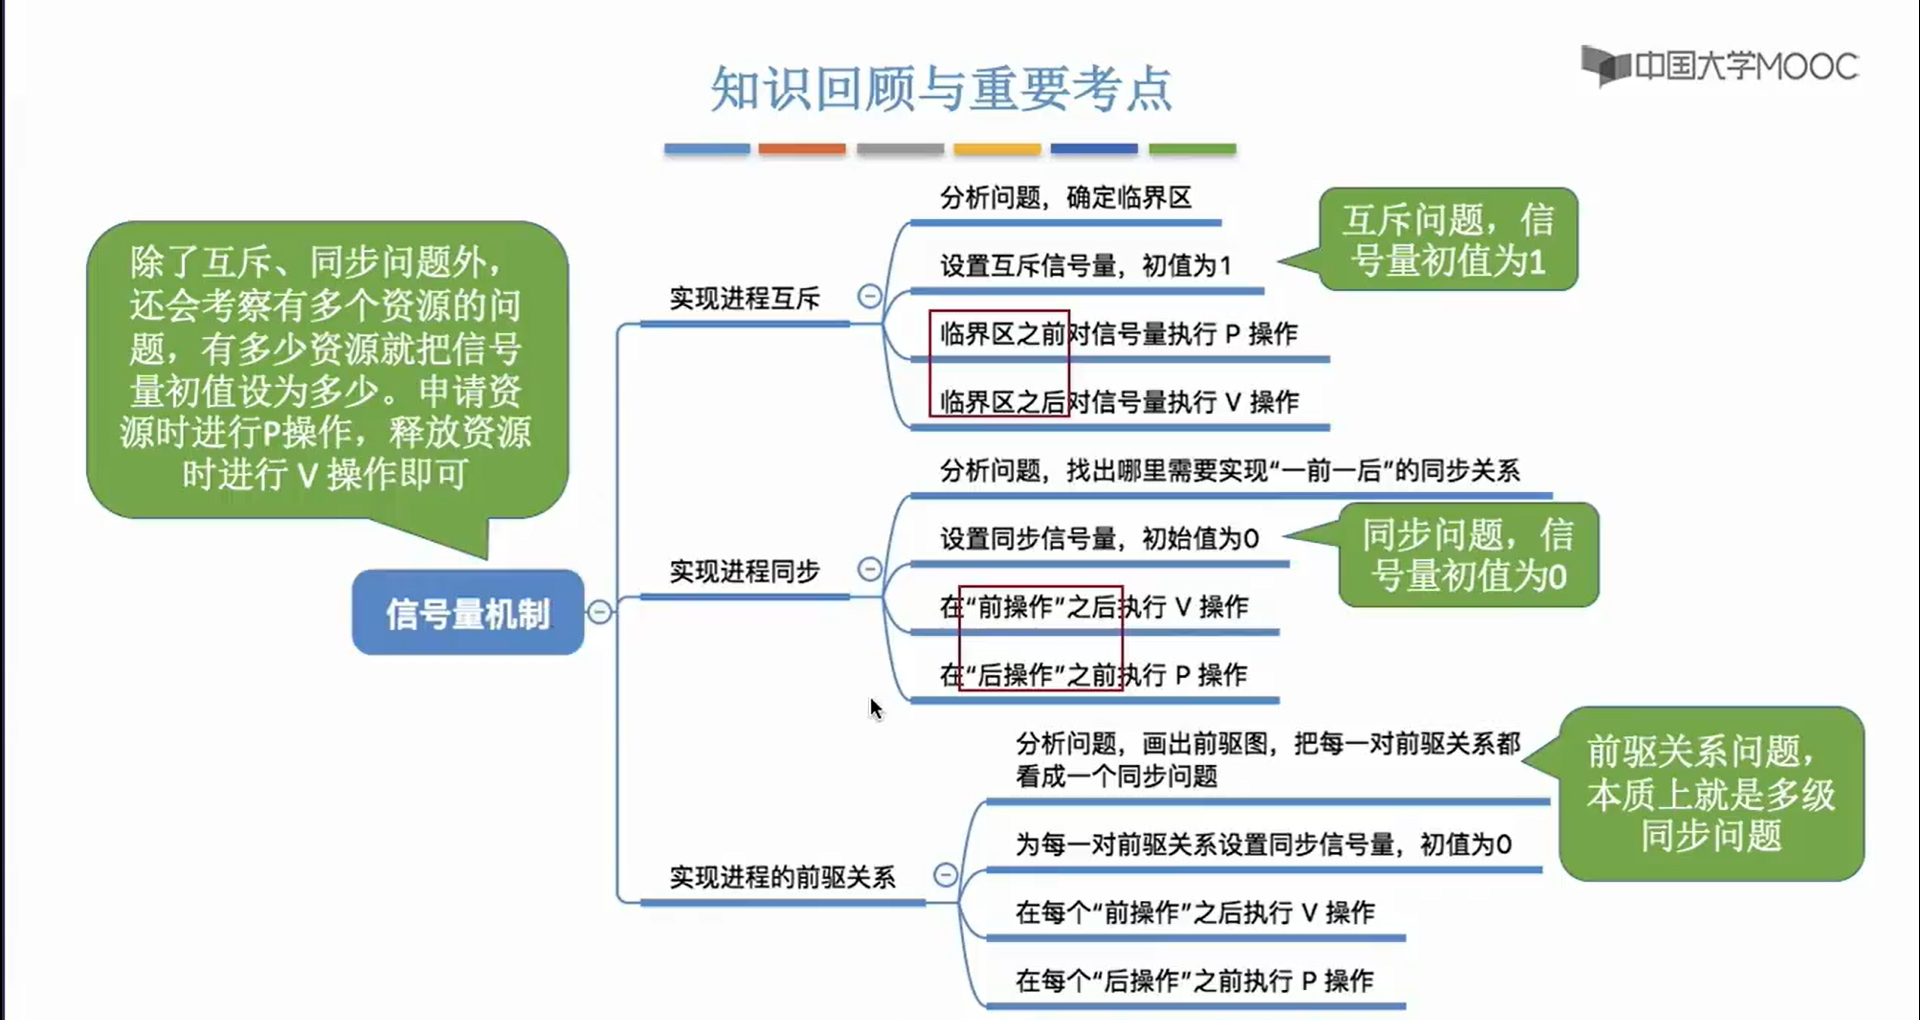 知识回顾与重要考点
中国大学MOOC
除了互斥、同步问题外，
还会考察有多个资源的问
题，有多少资源就把信号
量初值设为多少。申请资
源时进行P操作，释放资源
时进行 V 操作即可
信号量机制
实现进程互斥
分析问题，确定临界区
设置互斥信号量，初值为1
互斥问题，信
号量初值为1
临界区之前对信号量执行 P 操作
临界区之后对信号量执行 V 操作
实现进程同步
分析问题，找出哪里需要实现“一前一后”的同步关系
设置同步信号量，初始值为0
同步问题，信
号量初值为0
在“前操作”之后执行 V 操作
在“后操作”之前执行 P 操作
实现进程的前驱关系
分析问题，画出前驱图，把每一对前驱关系都
看成一个同步问题
前驱关系问题，
本质上就是多级
同步问题
为每一对前驱关系设置同步信号量，初值为0
在每个“前操作”之后执行 V 操作
在每个“后操作”之前执行 P 操作